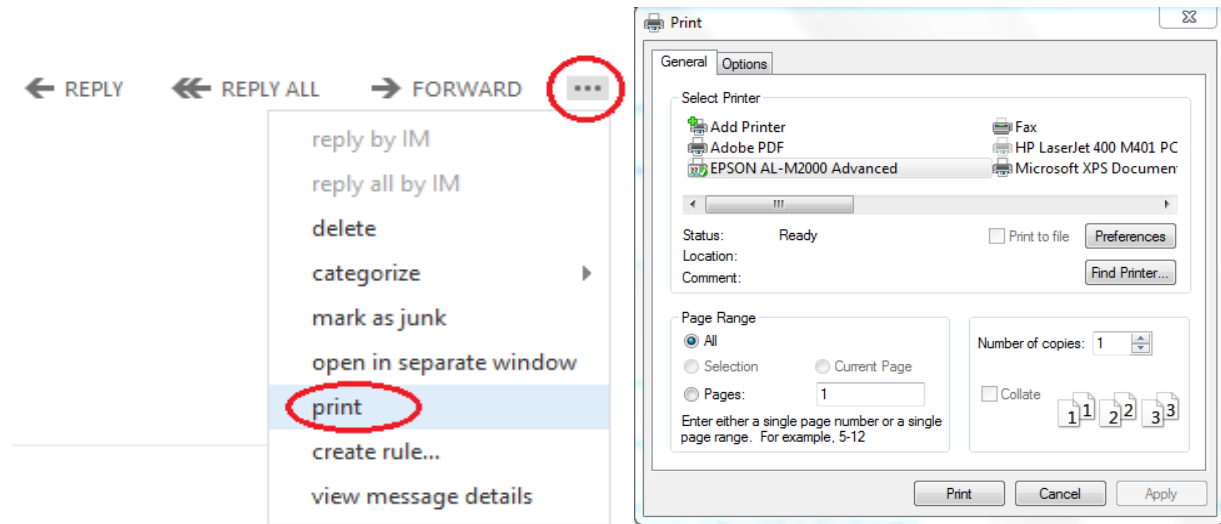 REPLY REPLY ALL FORWARD ...
reply by IM
reply all by IM
delete
categorize
mark as junk
open in separate window
print
create rule...
view message details
Print
General Options
Select Printer
Add Printer Fax
Adobe PDF HP LaserJet 400 M401 PC
EPSON AL-M2000 Advanced Microsoft XPS Documen
Status: Ready Print to file Preferences
Location:
Comment: Find Printer...
Page Range
All Number of copies: 1
Selection Current Page
Pages: 1 Collate
1 1 2 2 3 3
Enter either a single page number or a single
page range. For example, 5-12
Print Cancel Apply